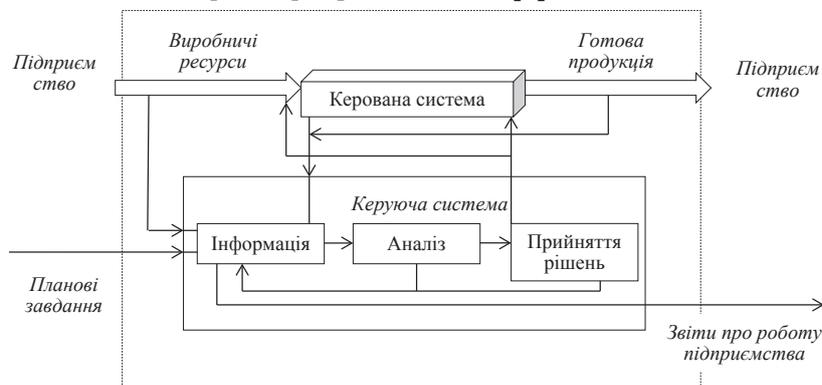 Підприєм
ство
Виробничі
ресурси
Готова
продукція
Підприєм
ство
Керована система
Керуюча система
Інформація
Аналіз
Прийняття
рішень
Планові
завдання
Звіти про роботу
підприємства